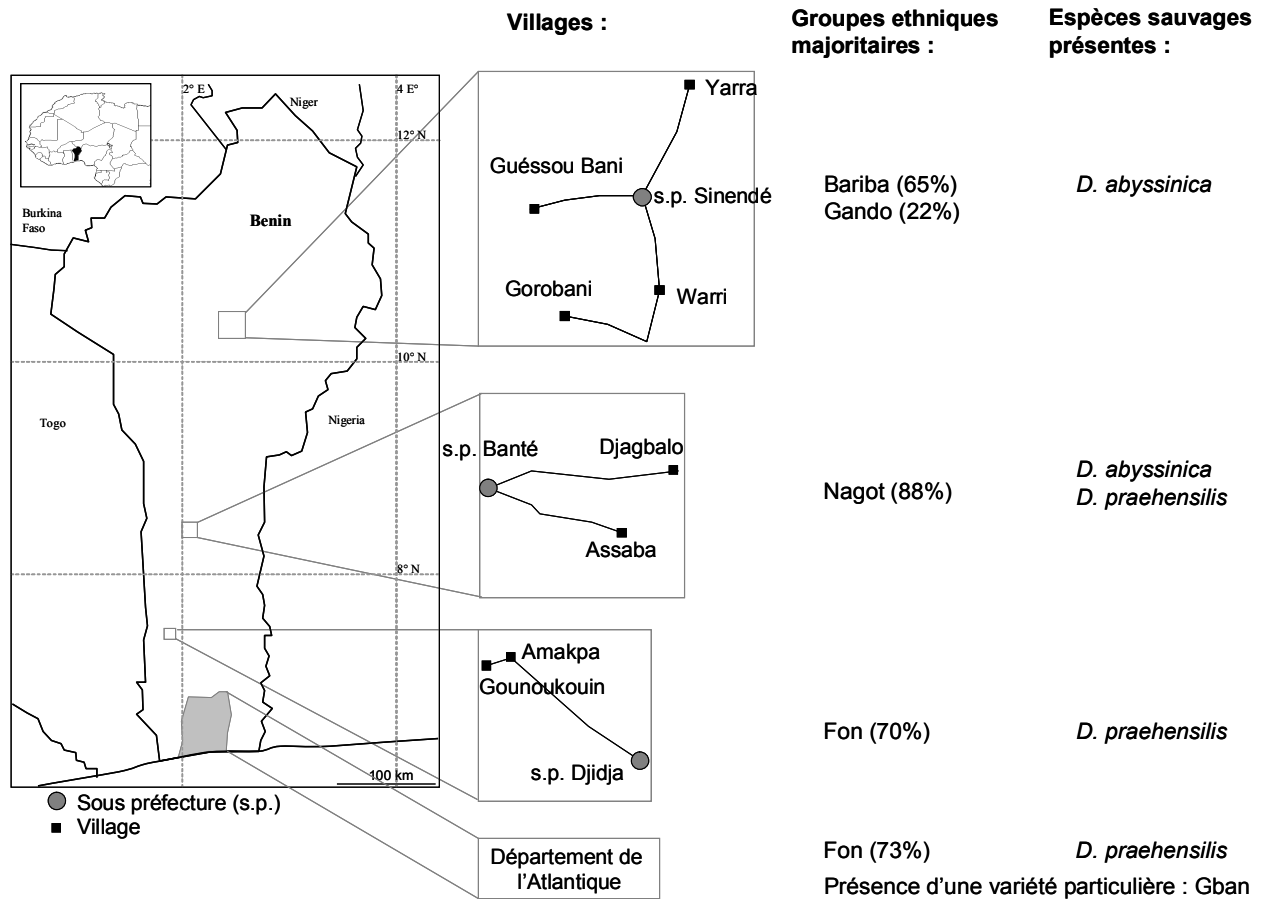 Villages :
Groupes ethniques
majoritaires :
Espèces sauvages
présentes :
2° E
4 E°
Niger
12° N
Burkina
Faso
Benin
10° N
Togo
Nigeria
8° N
100 km
Sous préfecture (s.p.)
Village
Yarra
Guéssou Bani
s.p. Sinendé
Gorobani
Warri
Bariba (65%)
Gando (22%)
D. abyssinica
s.p. Banté
Djagbalo
Assaba
Nagot (88%)
D. abyssinica
D. praehensilis
Amakpa
Gounoukouin
s.p. Djidja
Fon (70%)
D. praehensilis
Département de
l'Atlantique
Fon (73%)
D. praehensilis
Présence d'une variété particulière : Gban